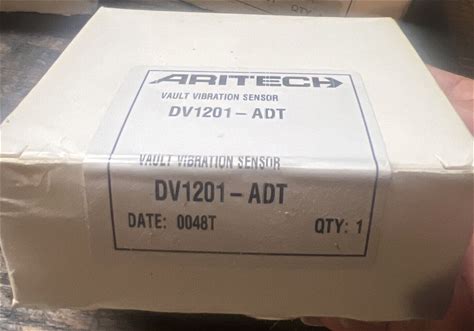 ARITECH
VAULT VIBRATION SENSOR
DV1201-ADT
VAULT VIBRATION SENSOR
DV1201-ADT
DATE: 0048T QTY: 1